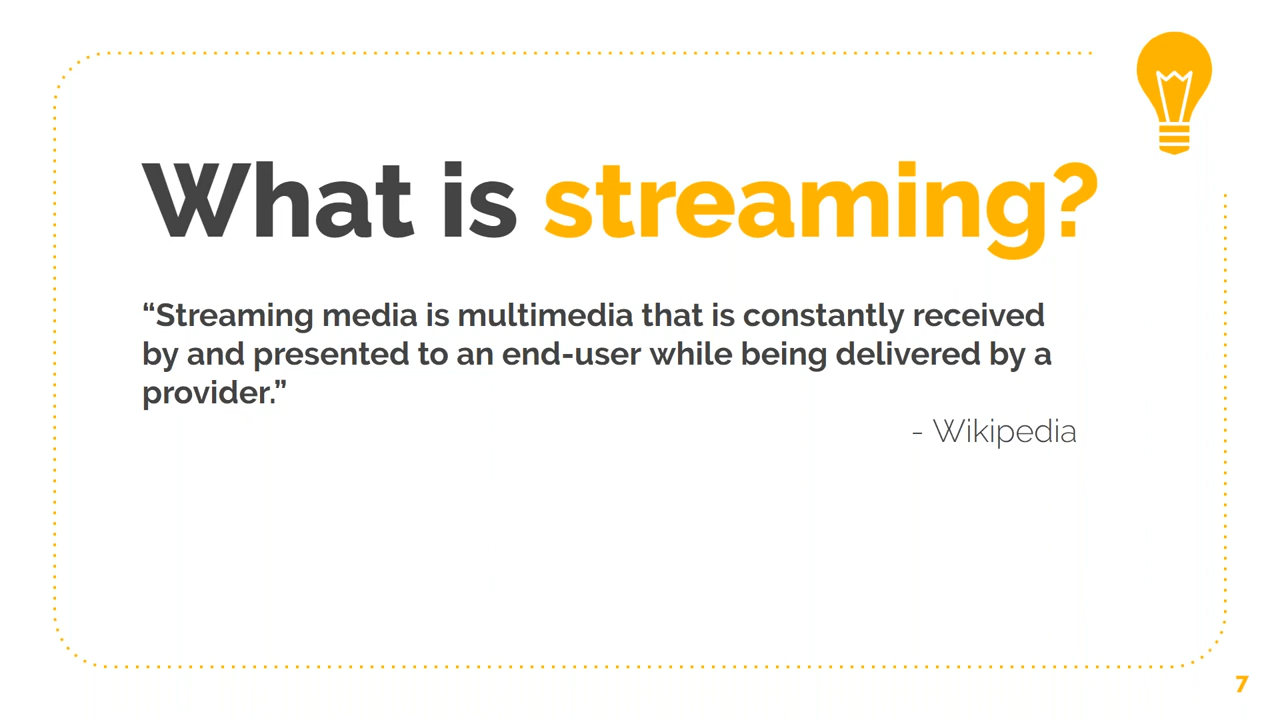 What is streaming?
“Streaming media is multimedia that is constantly received
by and presented to an end-user while being delivered by a
provider.”
- Wikipedia
7